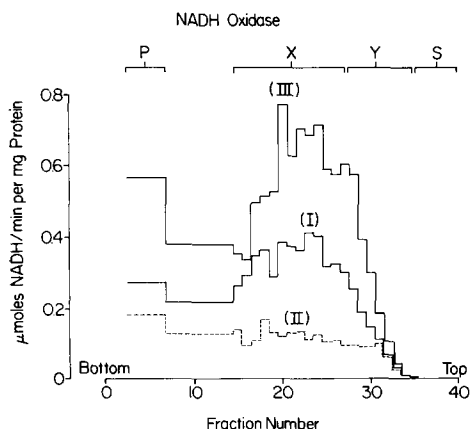 NADH Oxidase
P X Y S
(III)
(I)
(II)
μmoles NADH/min per mg Protein
0.8
0.6
0.4
0.2
0
Bottom Top
0 10 20 30 40
Fraction Number